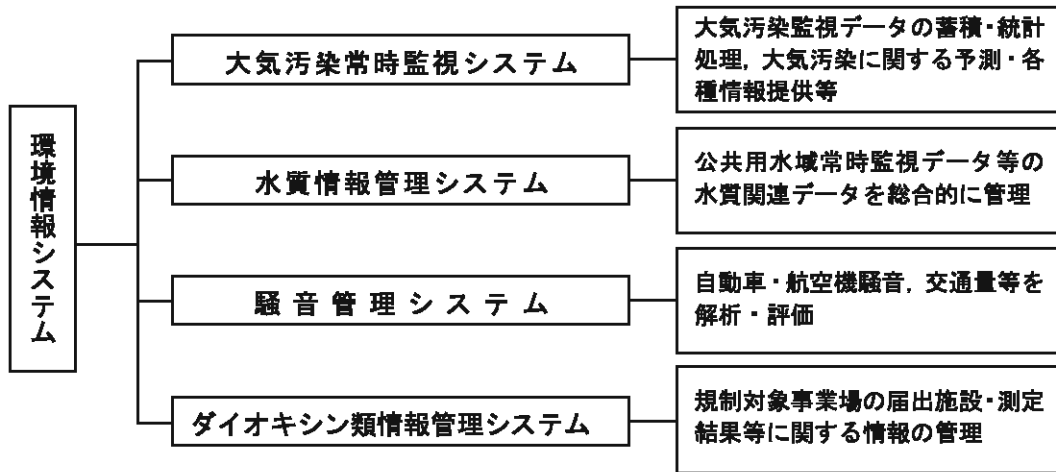 環境情報システム
大気汚染常時監視システム
大気汚染監視データの蓄積・統計
処理，大気汚染に関する予測・各
種情報提供等
水質情報管理システム
公共用水域常時監視データ等の
水質関連データを総合的に管理
騒音管理システム
自動車・航空機騒音，交通量等を
解析・評価
ダイオキシン類情報管理システム
規制対象事業場の届出施設・測定
結果等に関する情報の管理